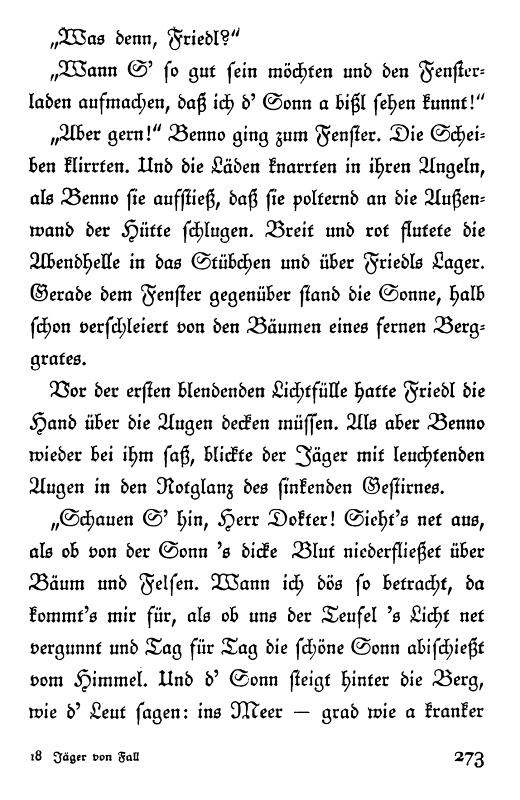 „Was denn, Friedl?“
„Wann S’ so gut sein möchten und den Fenster-
laden aufmachen, daß ich d’ Sonn a bißl sehen kunnt!“
„Aber gern!“ Benno ging zum Fenster. Die Schei-
ben klirrten. Und die Läden knarrten in ihren Angeln,
als Benno sie aufstieß, daß sie polternd an die Außen-
wand der Hütte schlugen. Breit und rot flutete die
Abendhelle in das Stübchen und über Friedls Lager.
Gerade dem Fenster gegenüber stand die Sonne, halb
schon verschleiert von den Bäumen eines fernen Berg-
grates.
Vor der ersten blendenden Lichtfülle hatte Friedl die
Hand über die Augen decken müssen. Als aber Benno
wieder bei ihm saß, blickte der Jäger mit leuchtenden
Augen in den Rotglanz des sinkenden Gestirnes.
„Schauen S’ hin, Herr Dokter! Sieht’s net aus,
als ob von der Sonn ’s dicke Blut niederfließet über
Bäum und Felsen. Wann ich dös so betracht, da
kommt’s mir für, als ob uns der Teufel ’s Licht net
vergunnt und Tag für Tag die schöne Sonn abischießt
vom Himmel. Und d’ Sonn steigt hinter die Berg,
wie d’ Leut sagen: ins Meer — grad wie a kranker
18 Jäger von Fall 273